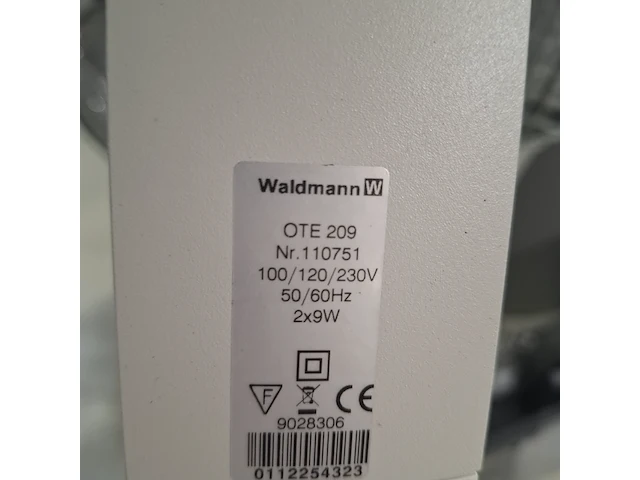 Waldmann W
OTE 209
Nr.110751
100/120/230V
50/60Hz
2x9W
F
CE
9028306
0112254323